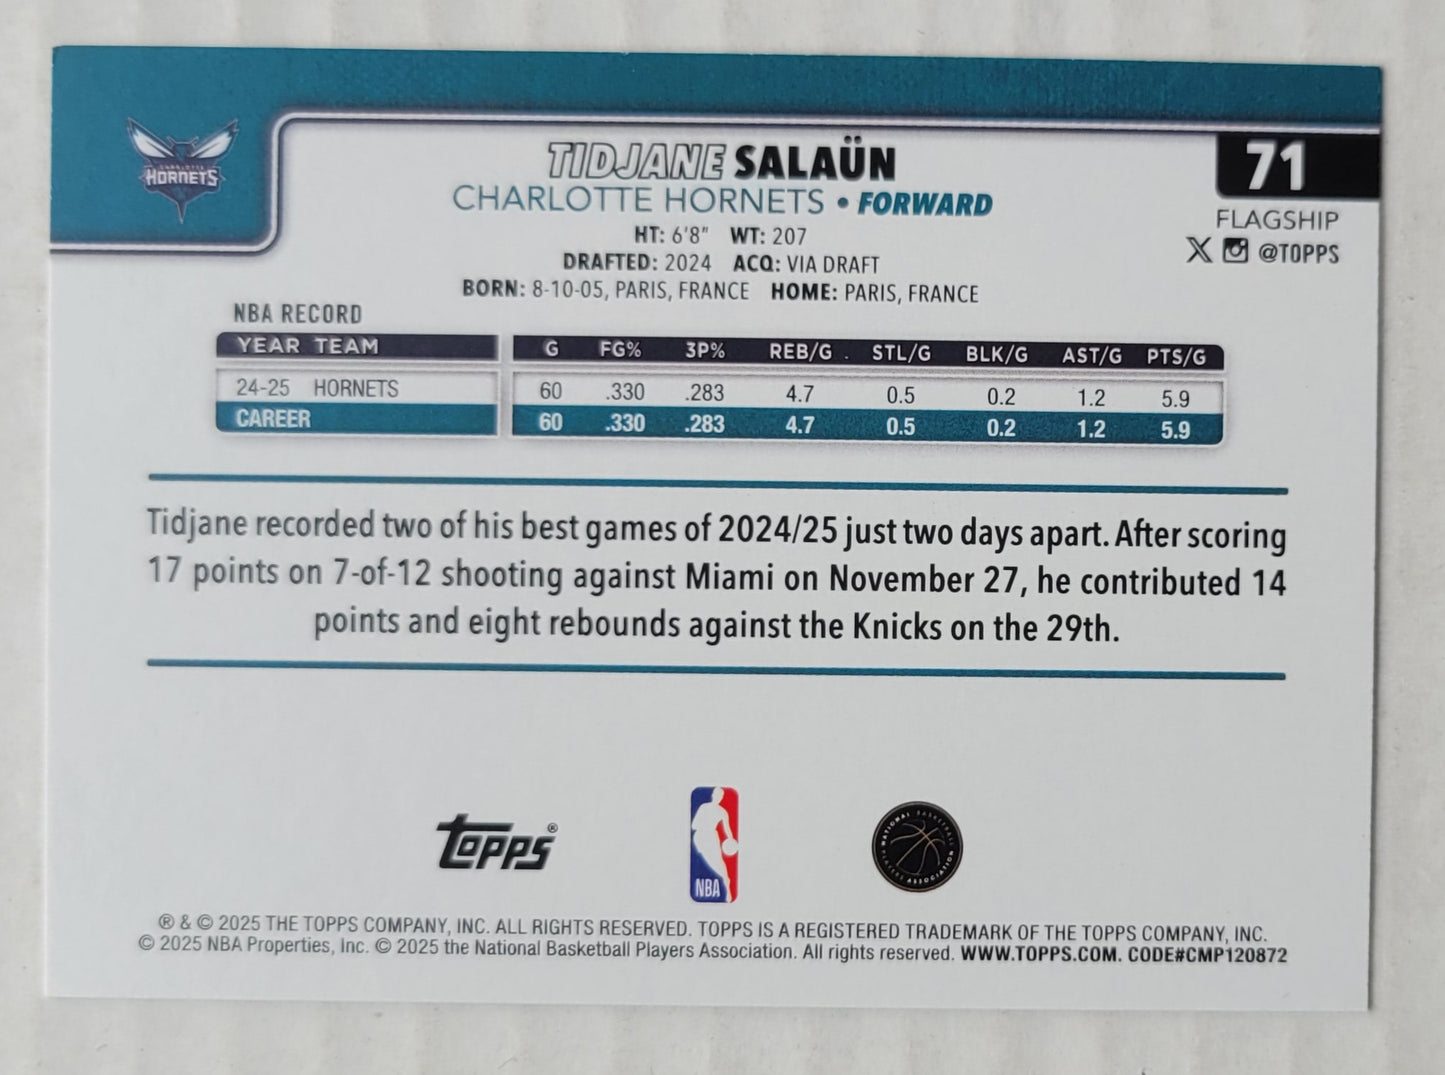 CHARLOTTE
HORNETS
TIDJANE SALAÜN
CHARLOTTE HORNETS • FORWARD
HT: 6'8" WT: 207
DRAFTED: 2024 ACQ: VIA DRAFT
BORN: 8-10-05, PARIS, FRANCE HOME: PARIS, FRANCE
71
FLAGSHIP
X @TOPPS
NBA RECORD
YEAR TEAM G FG% 3P% REB/G STL/G BLK/G AST/G PTS/G
24-25 HORNETS 60 .330 .283 4.7 0.5 0.2 1.2 5.9
CAREER 60 .330 .283 4.7 0.5 0.2 1.2 5.9
Tidjane recorded two of his best games of 2024/25 just two days apart. After scoring
17 points on 7-of-12 shooting against Miami on November 27, he contributed 14
points and eight rebounds against the Knicks on the 29th.
Topps®
NBA
NATIONAL BASKETBALL PLAYERS ASSOCIATION
® & © 2025 THE TOPPS COMPANY, INC. ALL RIGHTS RESERVED. TOPPS IS A REGISTERED TRADEMARK OF THE TOPPS COMPANY, INC.
© 2025 NBA Properties, Inc. © 2025 the National Basketball Players Association. All rights reserved. WWW.TOPPS.COM. CODE#CMP120872